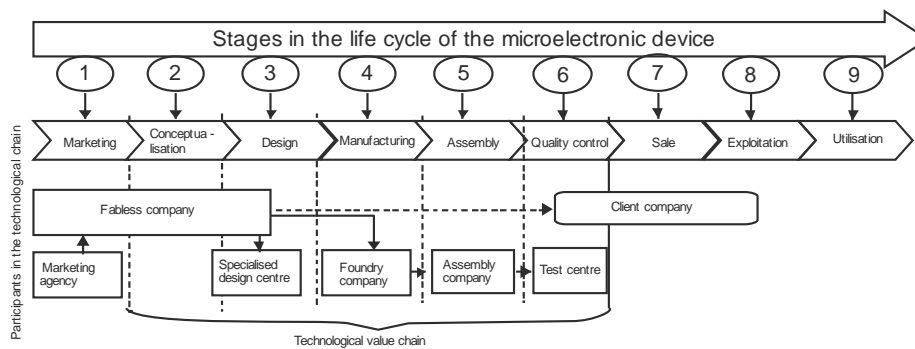 Stages in the life cycle of the microelectronic device
1 2 3 4 5 6 7 8 9
Marketing
Conceptua -
lisation
Design
Manufacturing
Assembly
Quality control
Sale
Exploitation
Utilisation
Participants in the technological chain
Fabless company
Client company
Marketing
agency
Specialised
design centre
Foundry
company
Assembly
company
Test centre
Technological value chain